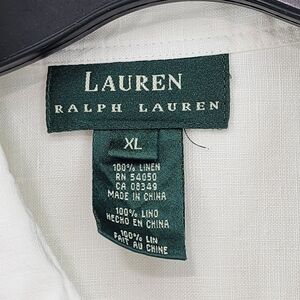 LAUREN
RALPH LAUREN
XL
100% LINEN
RN 54050
CA 08349
MADE IN CHINA
100% LINO
HECHO EN CHINA
100% LIN
FAIT AU CHINE